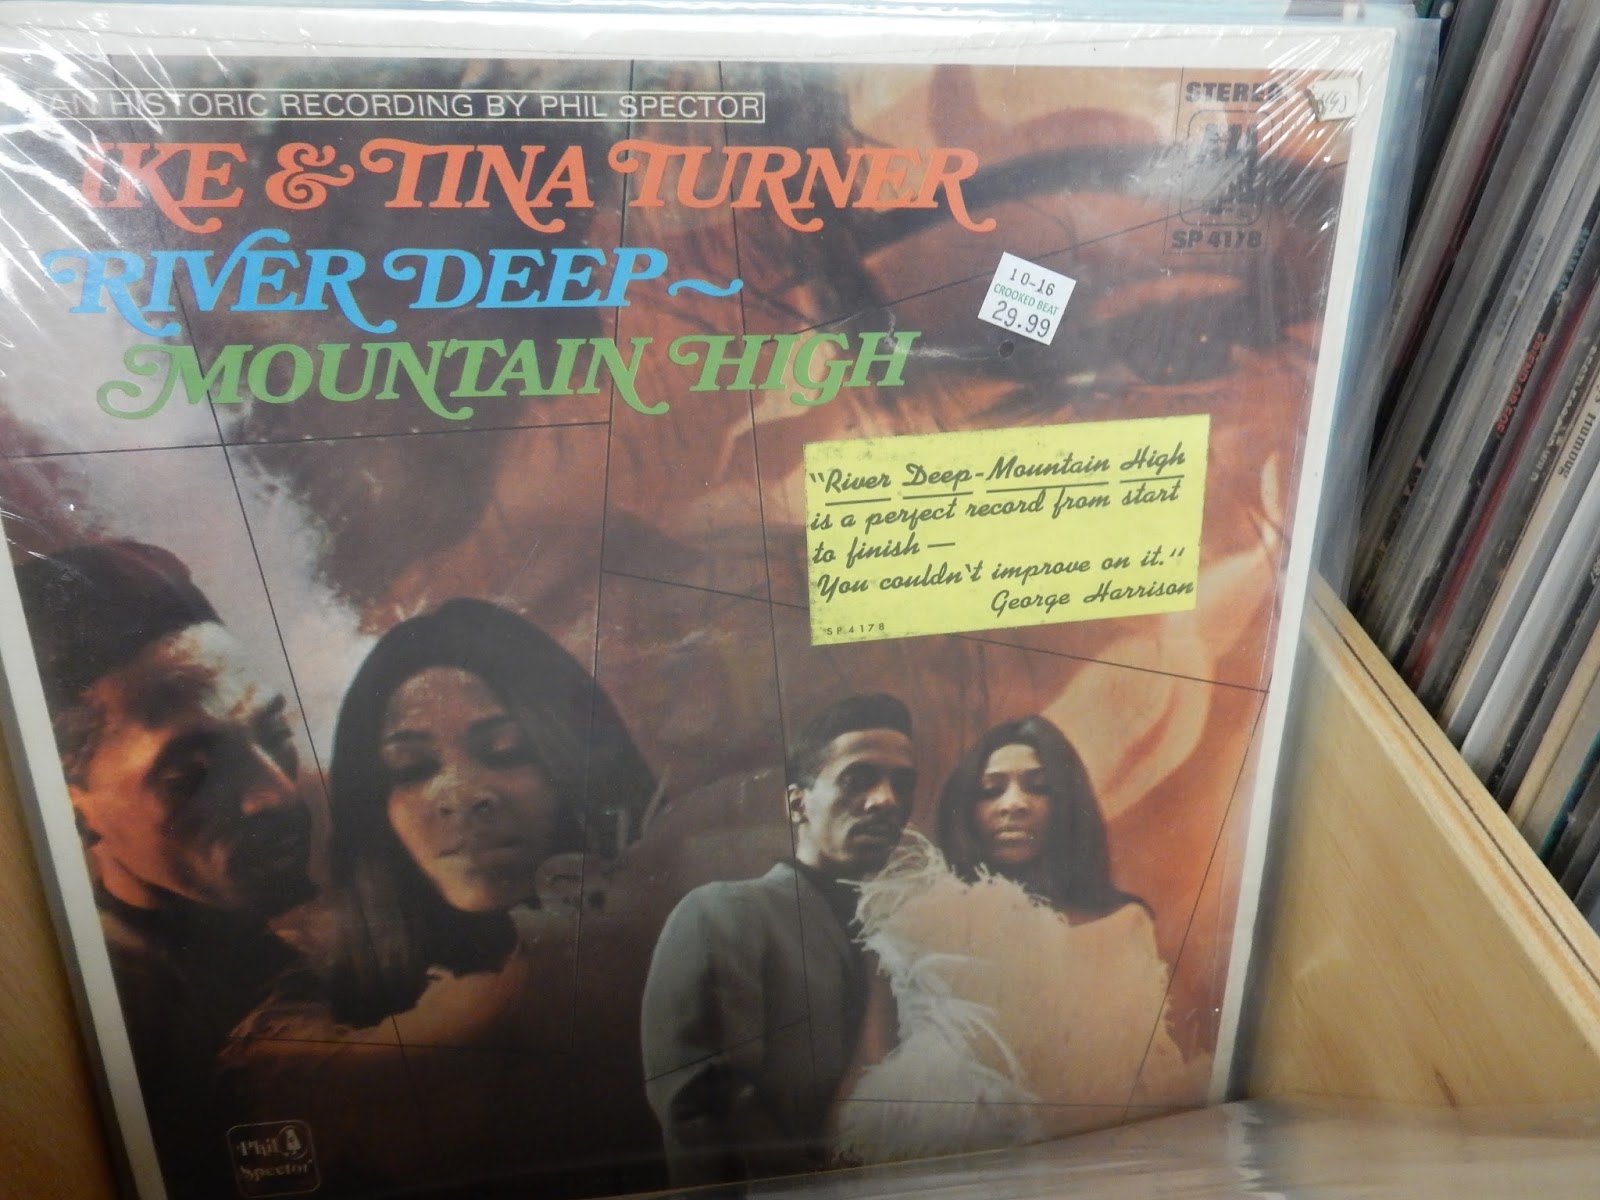 AN HISTORIC RECORDING BY PHIL SPECTOR
STEREO
IKE & TINA TURNER
SP 4178
RIVER DEEP~
MOUNTAIN HIGH
10-16
CROOKED BEAT
29.99
"River Deep-Mountain High
is a perfect record from start
to finish —
You couldn't improve on it."
George Harrison
SP 4178
Phil
Spector